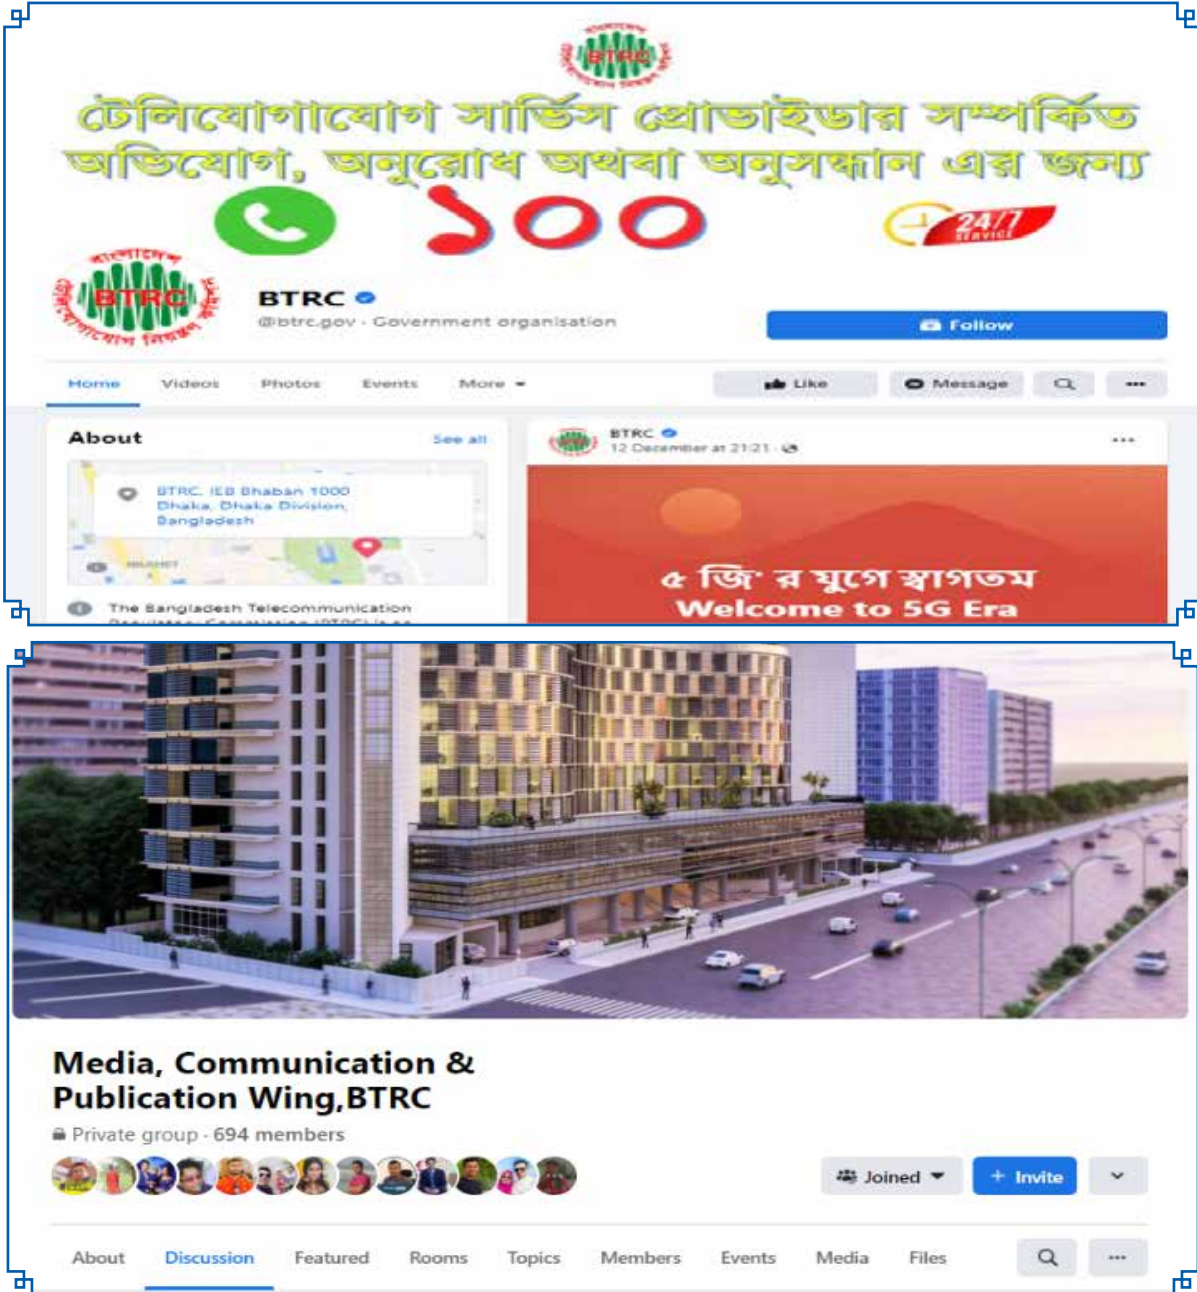 BTRC
টেলিযোগাযোগ সার্ভিস প্রোভাইডার সম্পর্কিত
অভিযোগ, অনুরোধ অথবা অনুসন্ধান এর জন্য
১০০
24/7
SERVICE
বাংলাদেশ
BTRC
BTRC
@btrc.gov · Government organisation
Follow
Home Videos Photos Events More
Like Message
About
See all
BTRC, IEB Bhaban 1000
Dhaka, Dhaka Division,
Bangladesh
The Bangladesh Telecommunication
BTRC
12 December at 21:21
৫ জি' র যুগে স্বাগতম
Welcome to 5G Era
Media, Communication &
Publication Wing,BTRC
Private group · 694 members
Joined + Invite
About Discussion Featured Rooms Topics Members Events Media Files